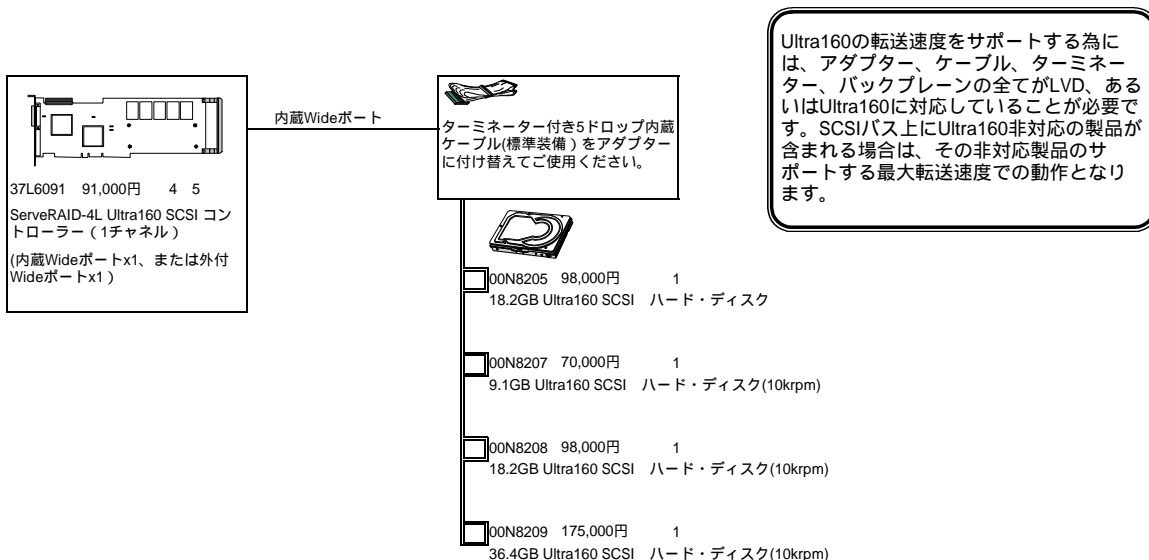 Ultra160の転送速度をサポートする為に
は、アダプター、ケーブル、ターミネー
ター、バックプレーンの全てがLVD、ある
いはUltra160に対応していることが必要で
す。SCSIバス上にUltra160非対応の製品が
含まれる場合は、その非対応製品のサ
ポートする最大転送速度での動作となり
ます。
37L6091 91,000円 4 5
ServeRAID-4L Ultra160 SCSI コン
トローラー(1チャネル)
(内蔵Wideポートx1、または外付
Wideポートx1)
内蔵Wideポート
ターミネーター付き5ドロップ内蔵
ケーブル(標準装備)をアダプター
に付け替えてご使用ください。
00N8205 98,000円 1
18.2GB Ultra160 SCSI ハード・ディスク
00N8207 70,000円 1
9.1GB Ultra160 SCSI ハード・ディスク(10krpm)
00N8208 98,000円 1
18.2GB Ultra160 SCSI ハード・ディスク(10krpm)
00N8209 175,000円 1
36.4GB Ultra160 SCSI ハード・ディスク(10krpm)